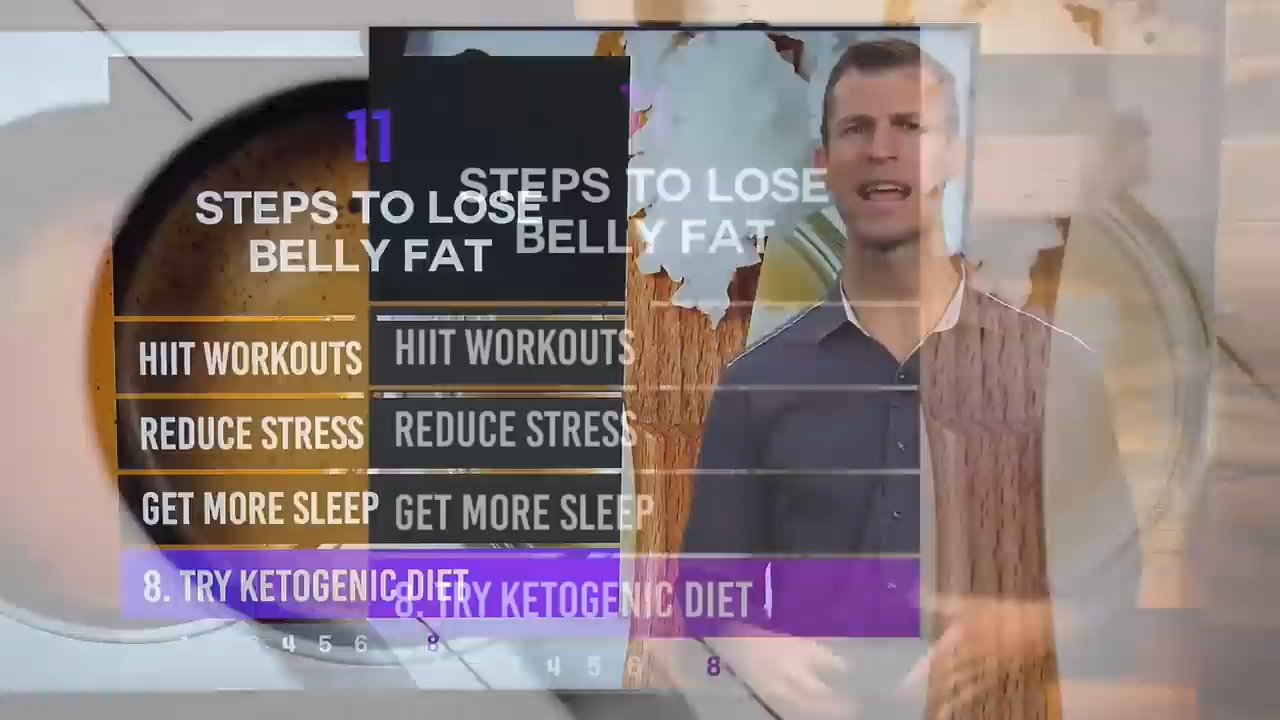 11
STEPS TO LOSE
BELLY FAT
HIIT WORKOUTS
REDUCE STRESS
GET MORE SLEEP
8. TRY KETOGENIC DIET
4 5 6 8
STEPS TO LOSE
BELLY FAT
HIIT WORKOUTS
REDUCE STRESS
GET MORE SLEEP
8. TRY KETOGENIC DIET
4 5 6 8